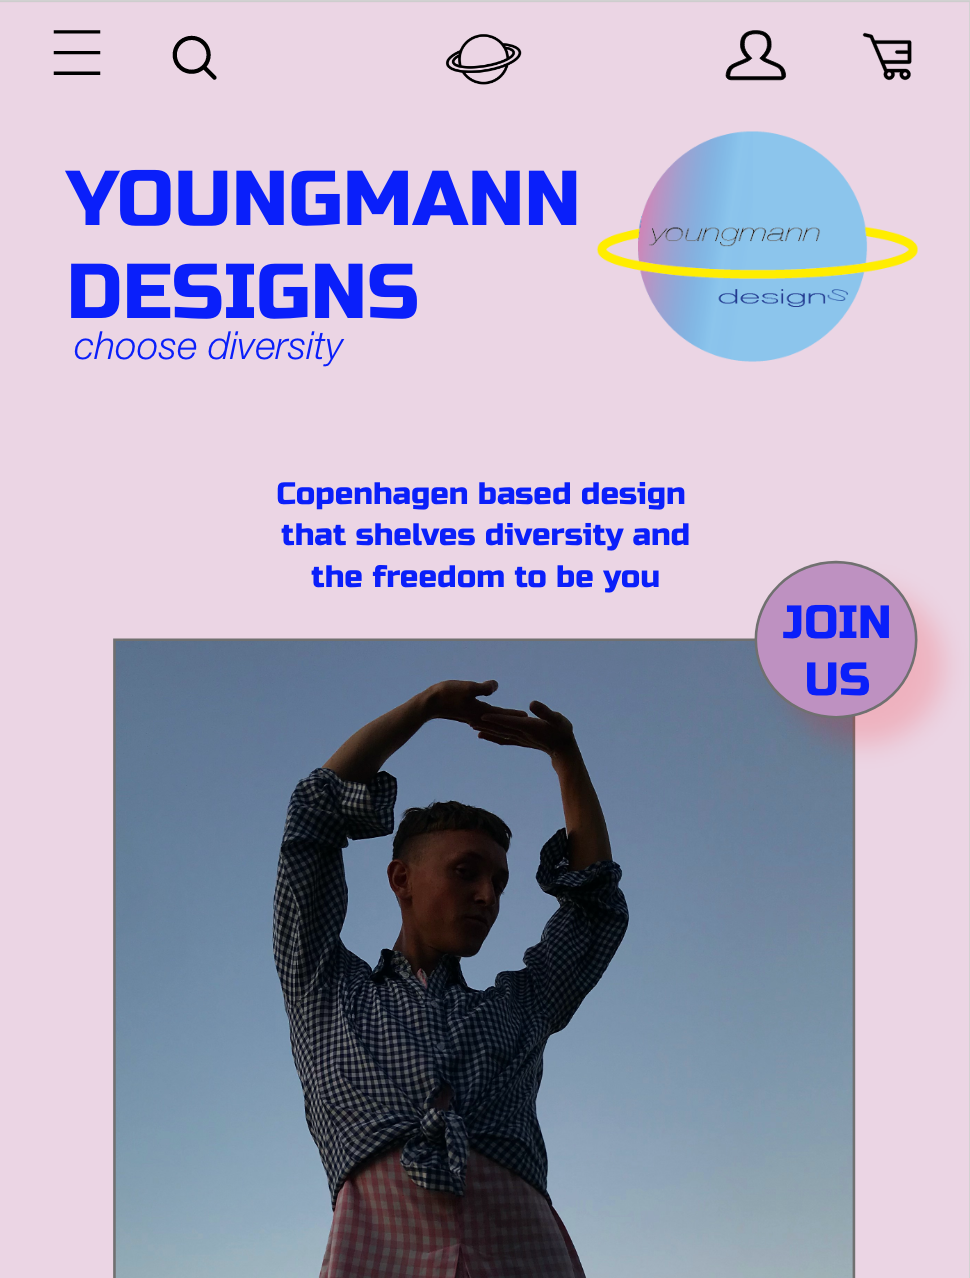 YOUNGMANN
DESIGNS
choose diversity
youngmann
designs
Copenhagen based design
that shelves diversity and
the freedom to be you
JOIN
US